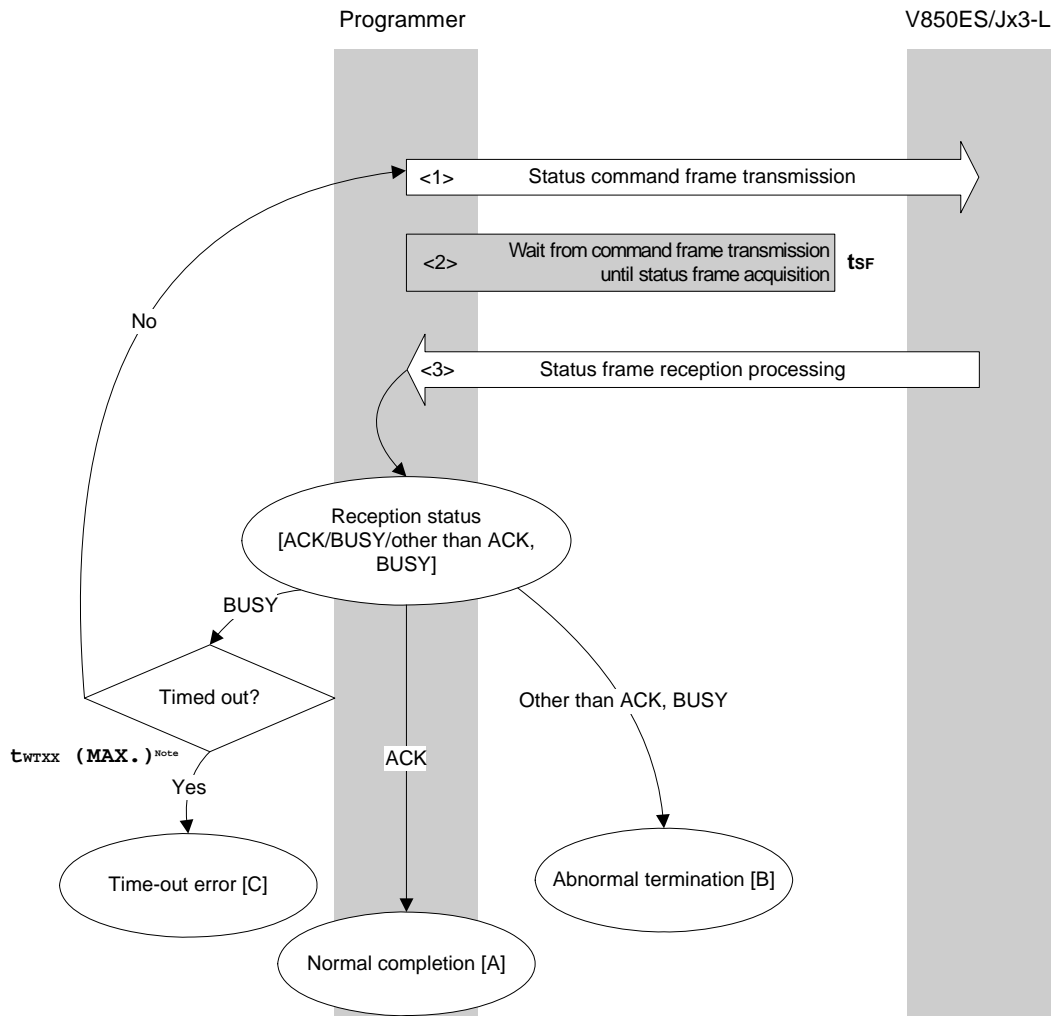 Programmer
V850ES/Jx3-L
<1> Status command frame transmission
<2> Wait from command frame transmission
until status frame acquisition
tSF
No
<3> Status frame reception processing
Reception status
[ACK/BUSY/other than ACK,
BUSY]
BUSY
Timed out?
Other than ACK, BUSY
tWTXX (MAX.)Note
ACK
Yes
Time-out error [C]
Abnormal termination [B]
Normal completion [A]